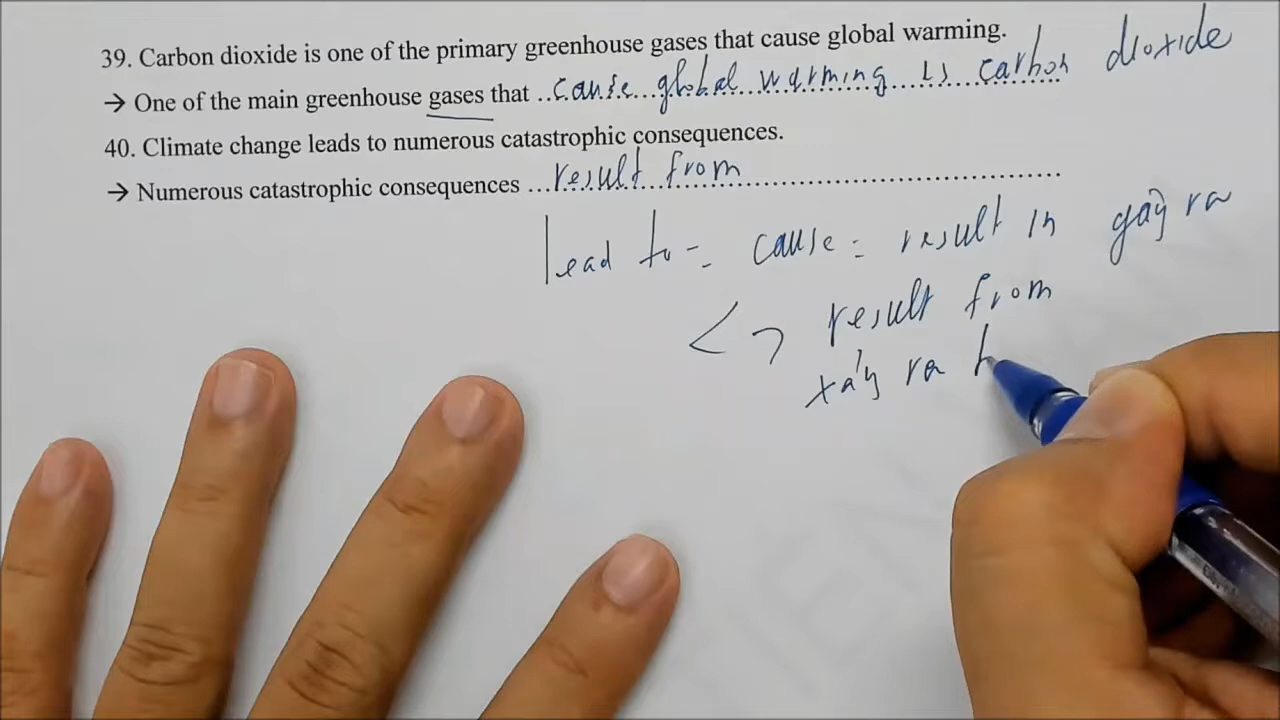 39. Carbon dioxide is one of the primary greenhouse gases that cause global warming.
→ One of the main greenhouse gases that cause global warming is carbon dioxide
40. Climate change leads to numerous catastrophic consequences.
→ Numerous catastrophic consequences result from
lead to = cause = result in gây ra
<> result from
xảy ra